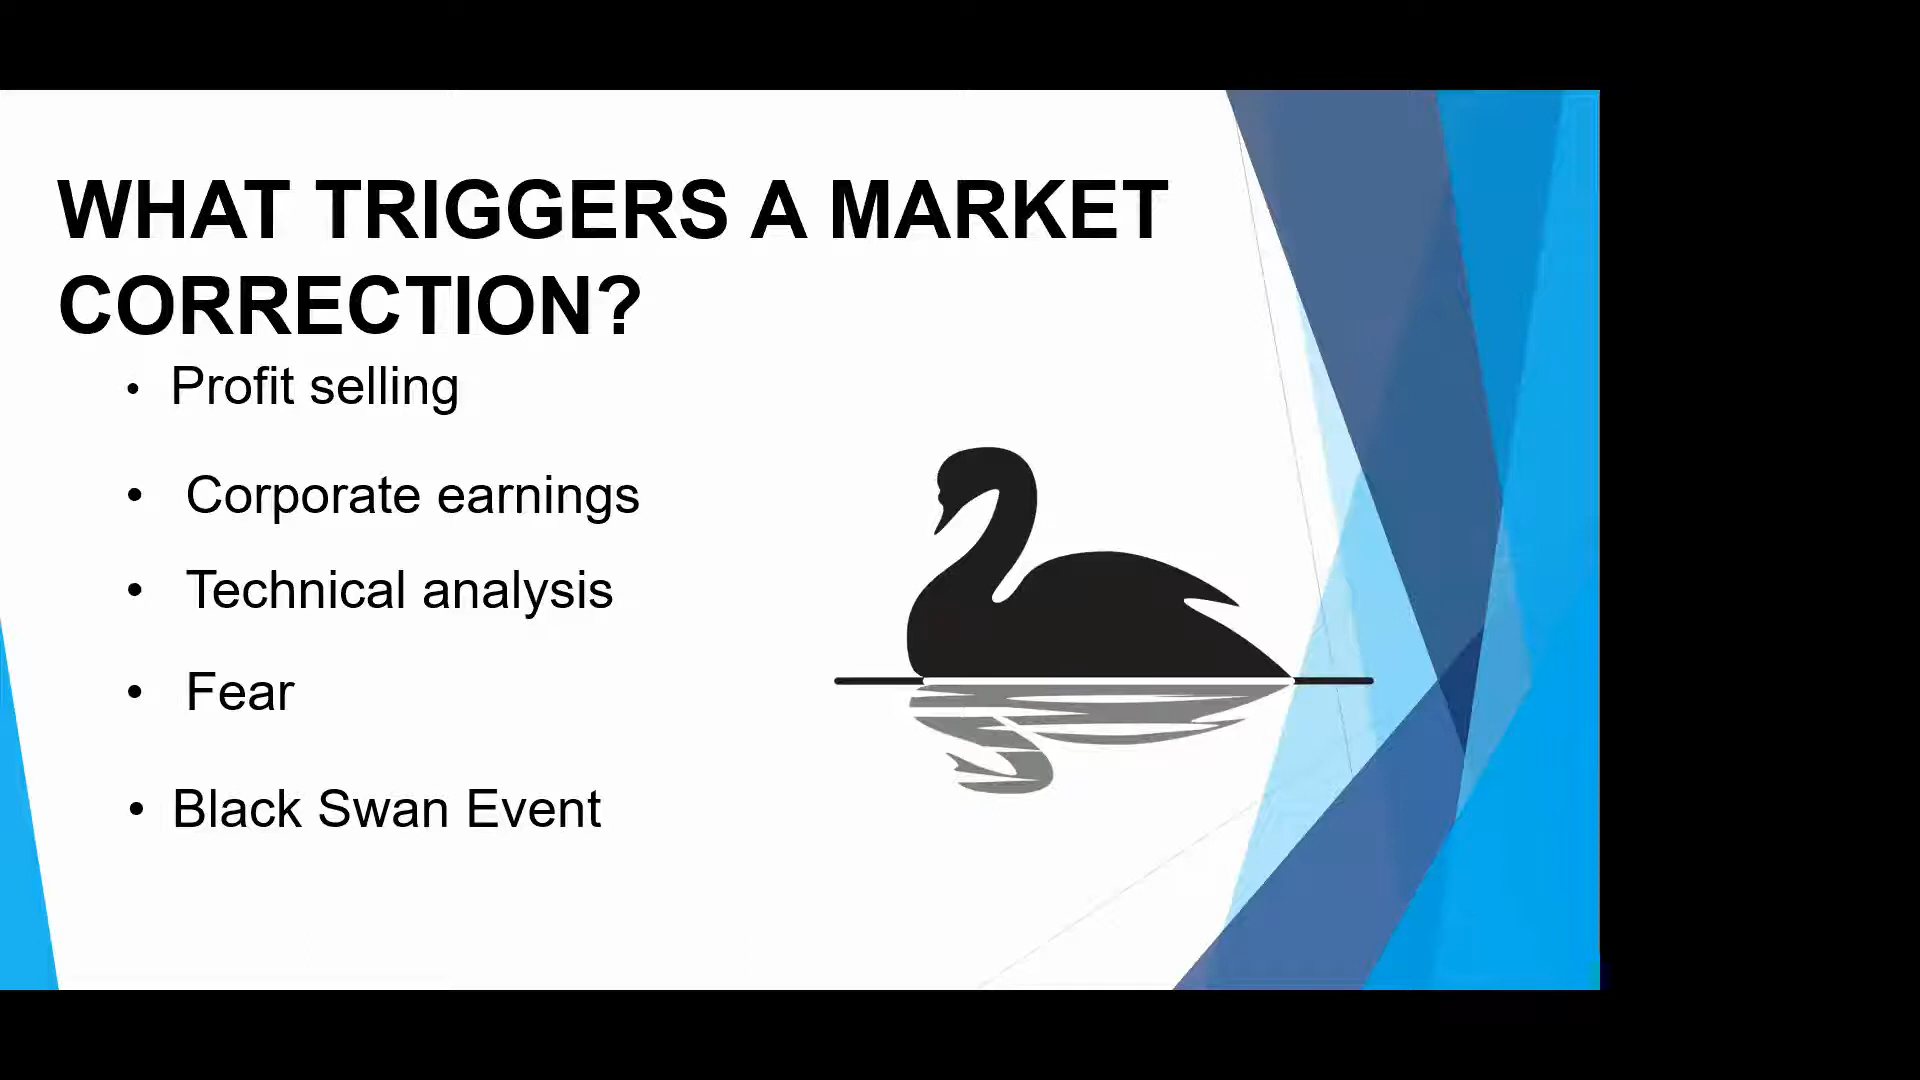 WHAT TRIGGERS A MARKET
CORRECTION?
• Profit selling
• Corporate earnings
• Technical analysis
• Fear
• Black Swan Event